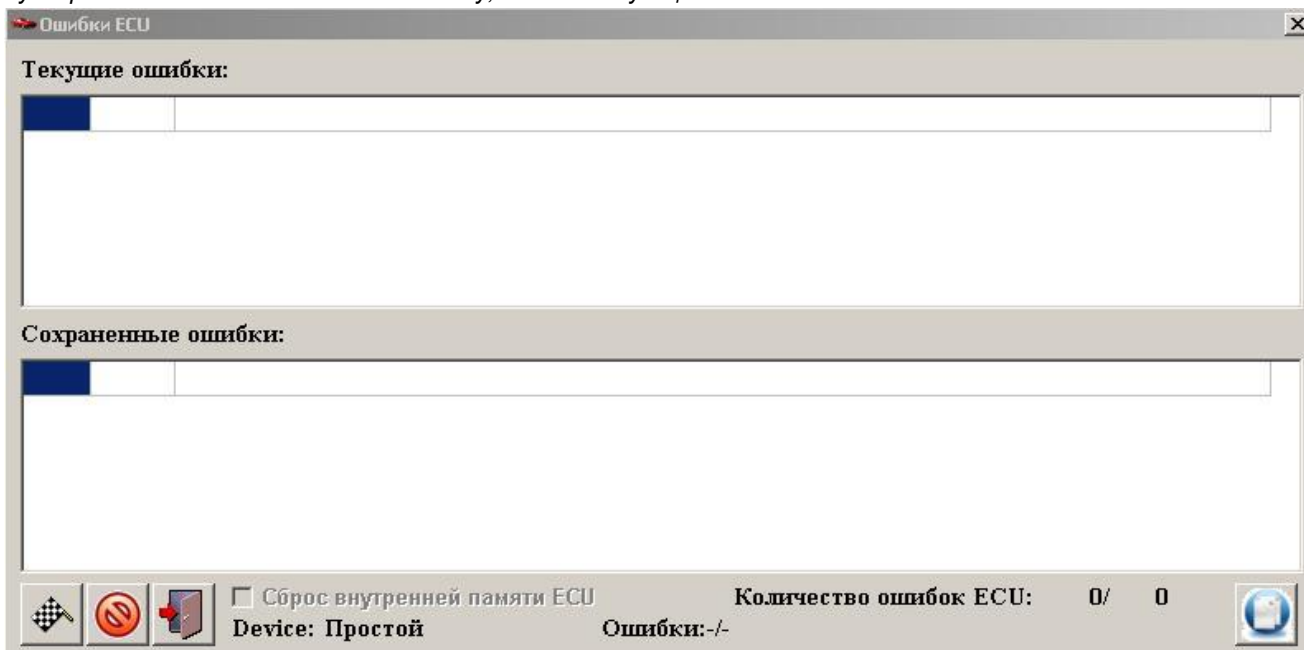 Ошибки ECU
Текущие ошибки:
Сохраненные ошибки:
Сброс внутренней памяти ECU
Количество ошибок ECU: 0/ 0
Device: Простой
Ошибки:-/-